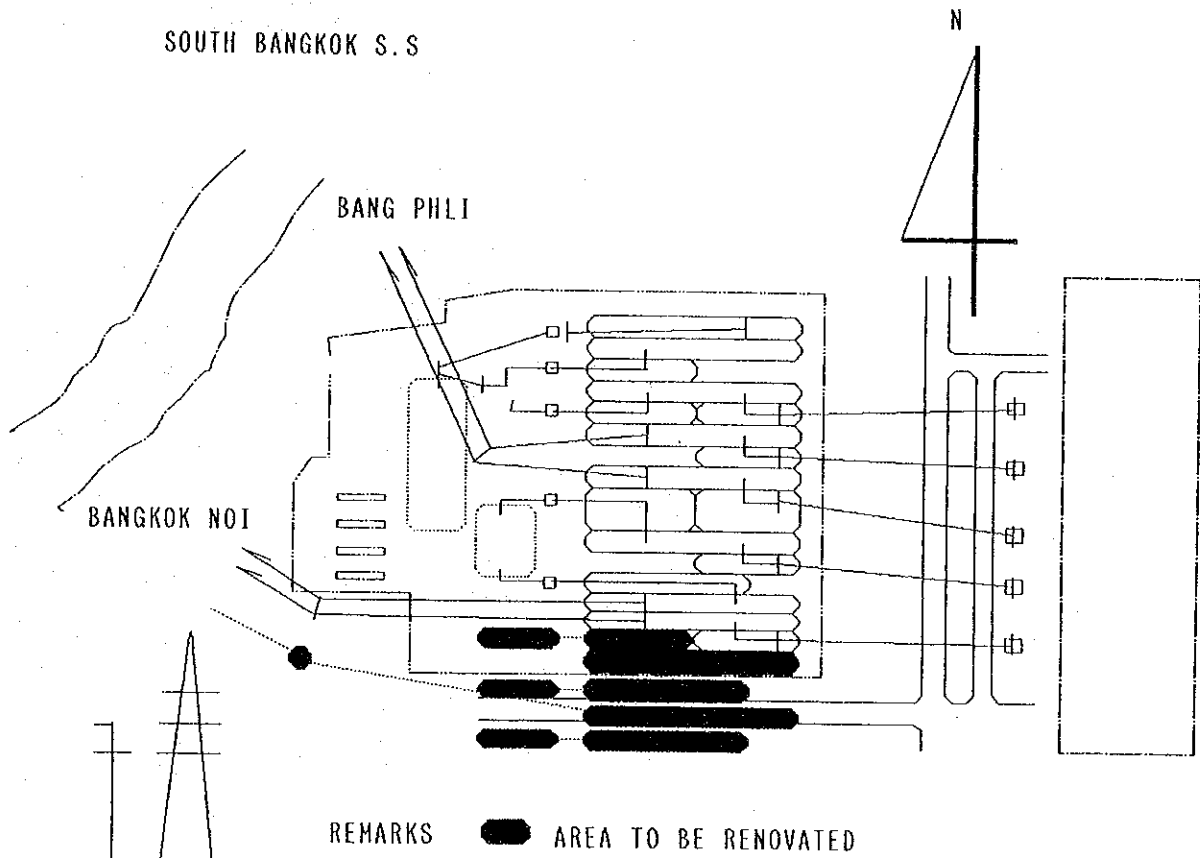 SOUTH BANGKOK S.S
N
BANG PHLI
BANGKOK NOI
REMARKS AREA TO BE RENOVATED